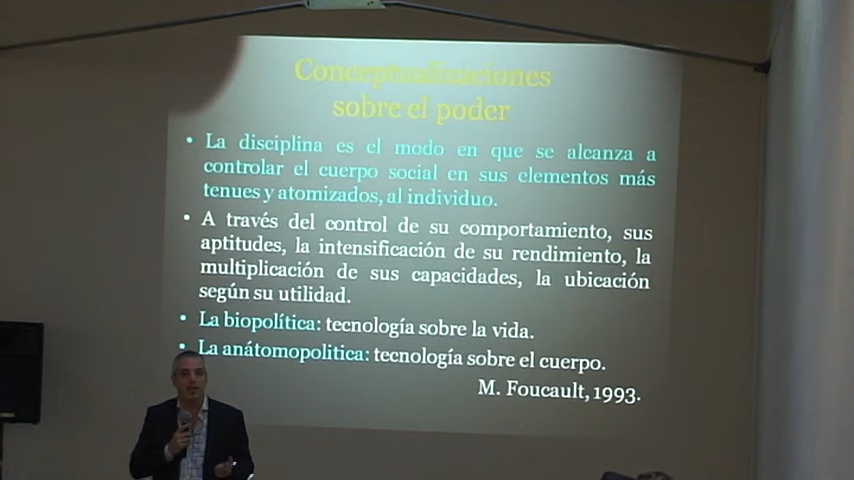 Conceptualizaciones
sobre el poder
• La disciplina es el modo en que se alcanza a
controlar el cuerpo social en sus elementos más
tenues y atomizados, al individuo.
• A través del control de su comportamiento, sus
aptitudes, la intensificación de su rendimiento, la
multiplicación de sus capacidades, la ubicación
según su utilidad.
• La biopolítica: tecnología sobre la vida.
• La anátomopolitica: tecnología sobre el cuerpo.
M. Foucault, 1993.